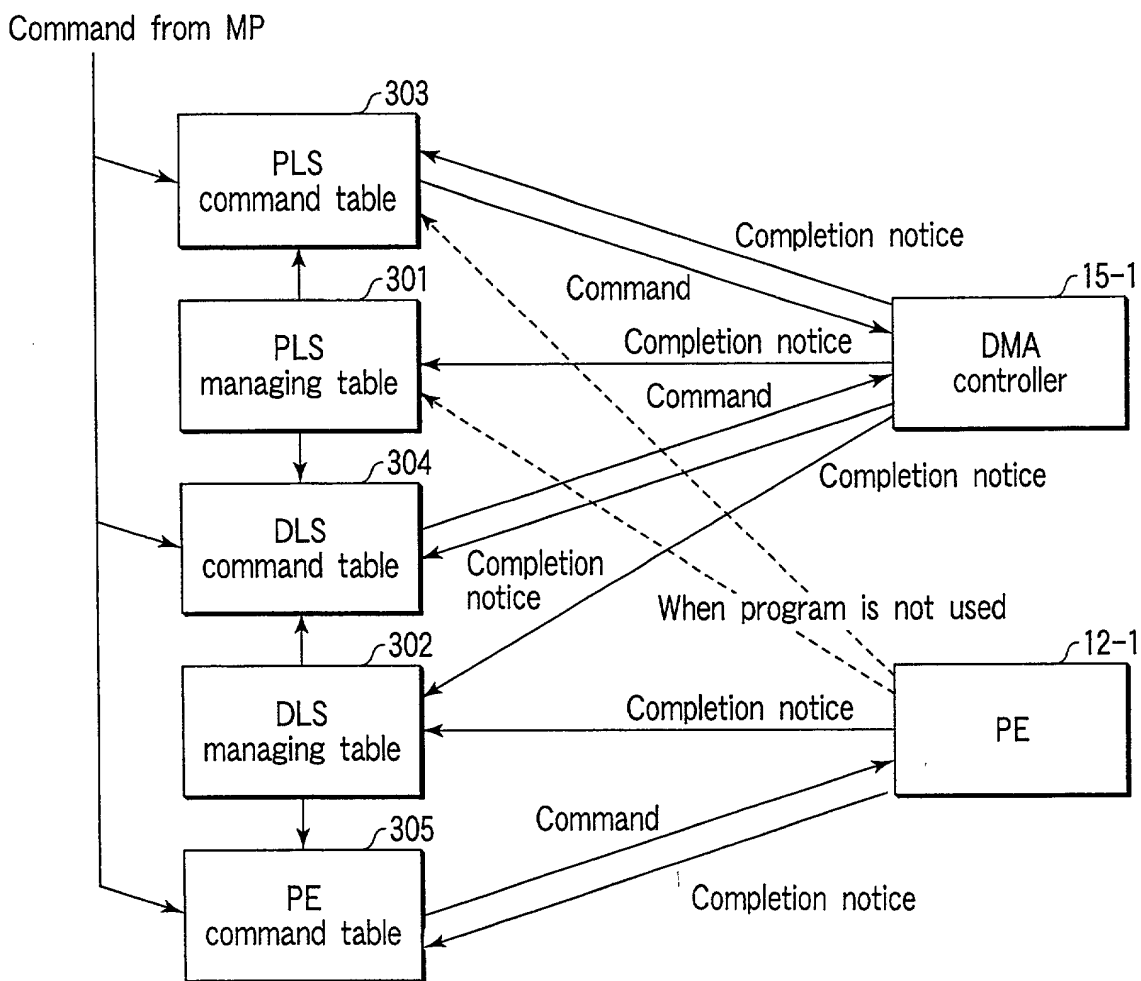 Command from MP
303
PLS
command table
Completion notice
Command
301
PLS
managing table
Completion notice
15-1
DMA
controller
Command
304
DLS
command table
Completion notice
Completion
notice
When program is not used
302
DLS
managing table
12-1
Completion notice
PE
305
PE
command table
Command
Completion notice